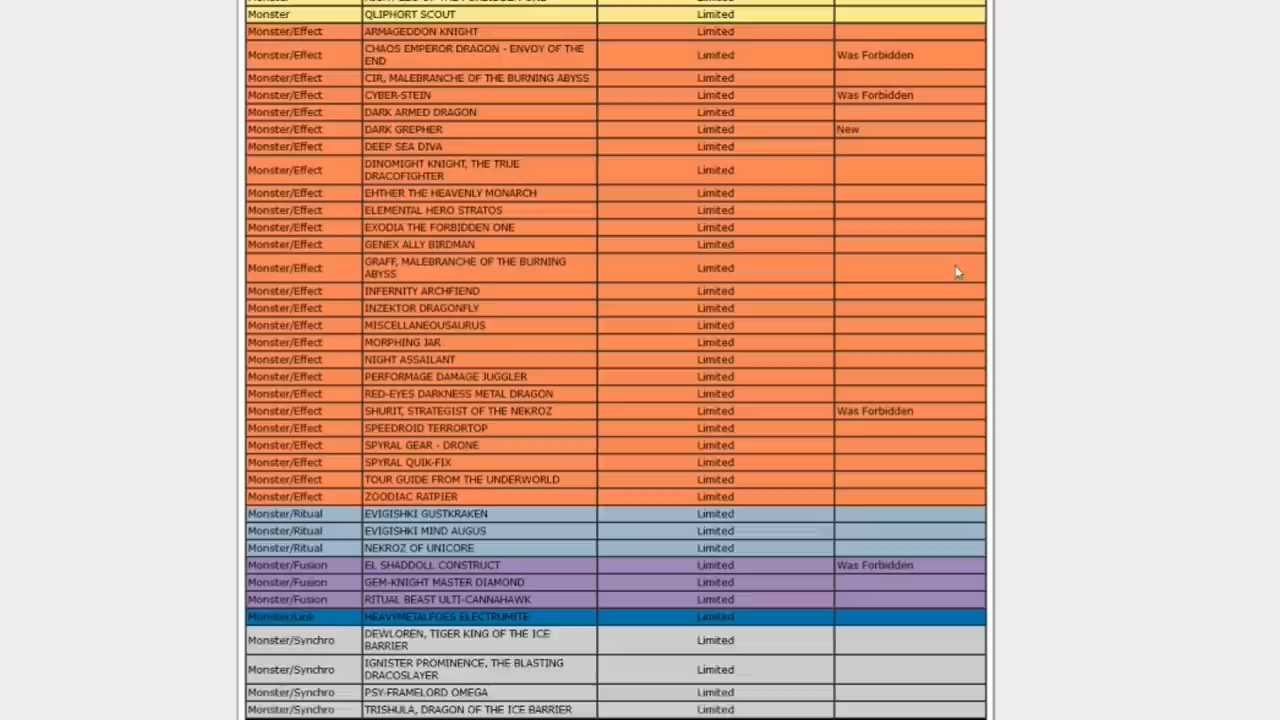 Monster QLIPHORT SCOUT Limited
Monster/Effect ARMAGEDDON KNIGHT Limited
Monster/Effect CHAOS EMPEROR DRAGON - ENVOY OF THE
END Limited Was Forbidden
Monster/Effect CIR, MALEBRANCHE OF THE BURNING ABYSS Limited
Monster/Effect CYBER-STEIN Limited Was Forbidden
Monster/Effect DARK ARMED DRAGON Limited
Monster/Effect DARK GREPHER Limited New
Monster/Effect DEEP SEA DIVA Limited
Monster/Effect DINOMIGHT KNIGHT, THE TRUE
DRACOFIGHTER Limited
Monster/Effect EHTHER THE HEAVENLY MONARCH Limited
Monster/Effect ELEMENTAL HERO STRATOS Limited
Monster/Effect EXODIA THE FORBIDDEN ONE Limited
Monster/Effect GENEX ALLY BIRDMAN Limited
Monster/Effect GRAFF, MALEBRANCHE OF THE BURNING
ABYSS Limited
Monster/Effect INFERNITY ARCHFIEND Limited
Monster/Effect INZEKTOR DRAGONFLY Limited
Monster/Effect MISCELLANEOUSAURUS Limited
Monster/Effect MORPHING JAR Limited
Monster/Effect NIGHT ASSAILANT Limited
Monster/Effect PERFORMAGE DAMAGE JUGGLER Limited
Monster/Effect RED-EYES DARKNESS METAL DRAGON Limited
Monster/Effect SHURIT, STRATEGIST OF THE NEKROZ Limited Was Forbidden
Monster/Effect SPEEDROID TERRORTOP Limited
Monster/Effect SPYRAL GEAR - DRONE Limited
Monster/Effect SPYRAL QUIK-FIX Limited
Monster/Effect TOUR GUIDE FROM THE UNDERWORLD Limited
Monster/Effect ZOODIAC RATPIER Limited
Monster/Ritual EVIGISHKI GUSTKRAKEN Limited
Monster/Ritual EVIGISHKI MIND AUGUS Limited
Monster/Ritual NEKROZ OF UNICORE Limited
Monster/Fusion EL SHADDOLL CONSTRUCT Limited Was Forbidden
Monster/Fusion GEM-KNIGHT MASTER DIAMOND Limited
Monster/Fusion RITUAL BEAST ULTI-CANNAHAWK Limited
Monster/Link HEAVYMETALFOES ELECTRUMITE Limited
Monster/Synchro DEWLOREN, TIGER KING OF THE ICE
BARRIER Limited
Monster/Synchro IGNISTER PROMINENCE, THE BLASTING
DRACOSLAYER Limited
Monster/Synchro PSY-FRAMELORD OMEGA Limited
Monster/Synchro TRISHULA, DRAGON OF THE ICE BARRIER Limited